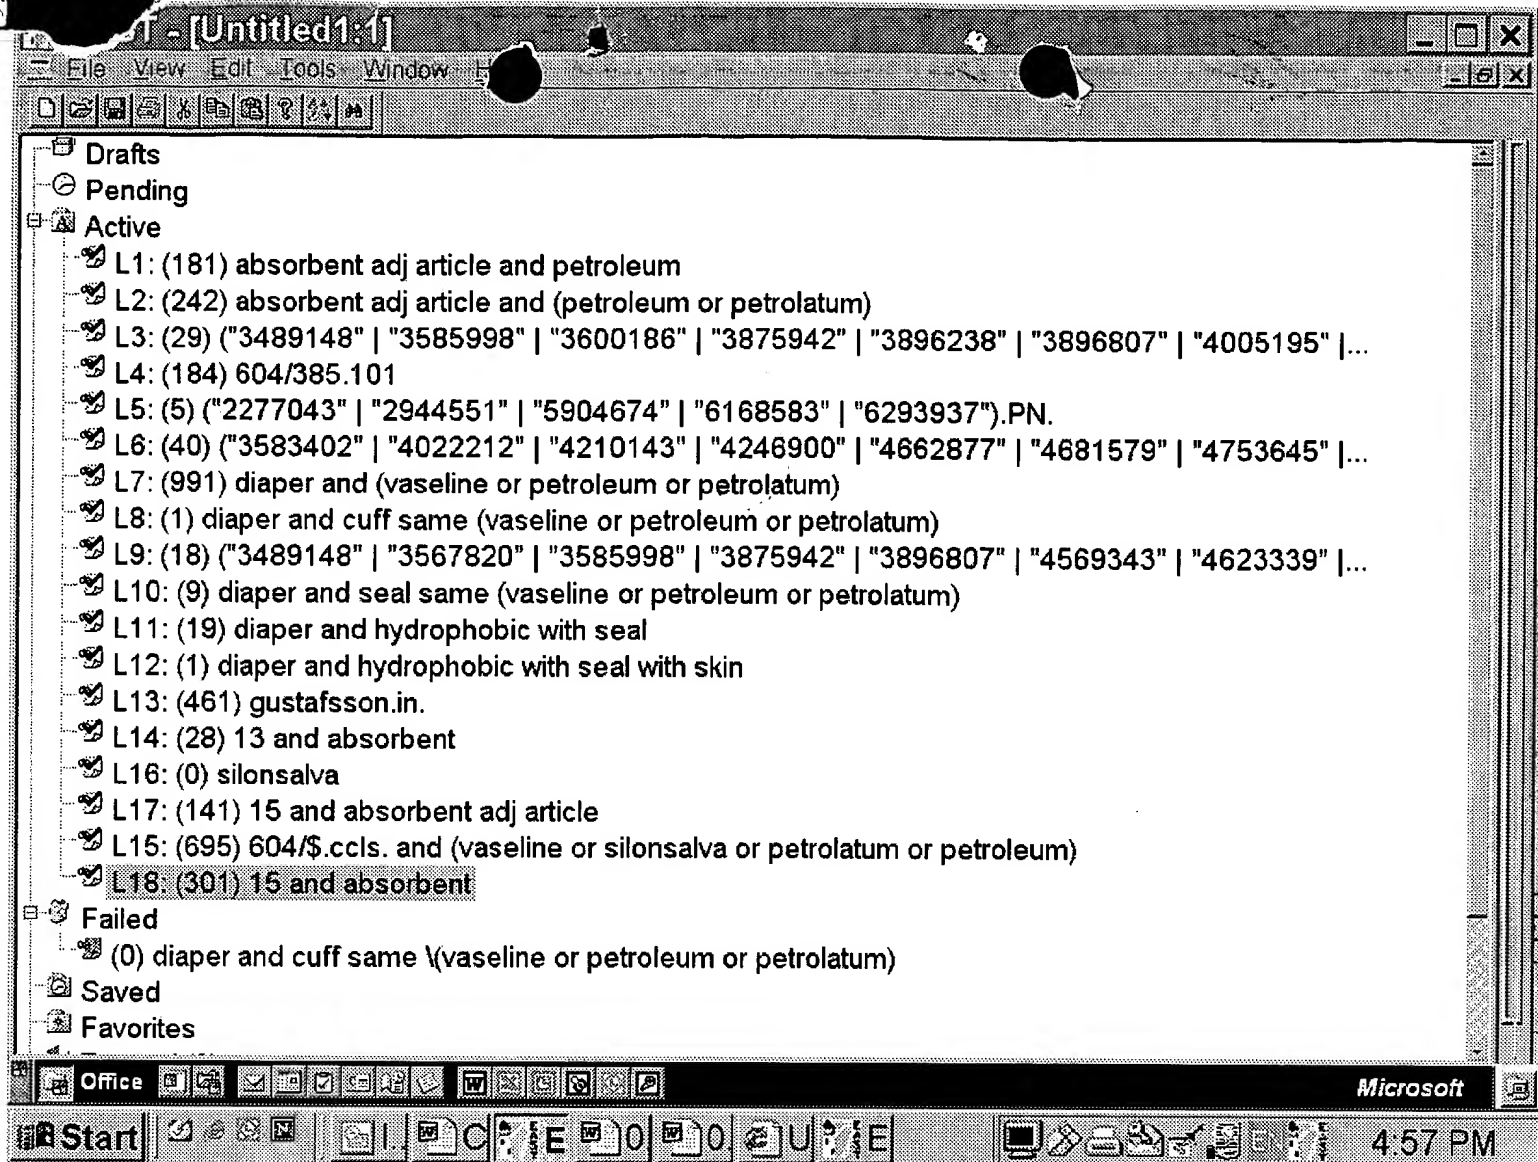 - [Untitled1:1]
File View Edit Tools Window H
Drafts
Pending
Active
L1: (181) absorbent adj article and petroleum
L2: (242) absorbent adj article and (petroleum or petrolatum)
L3: (29) ("3489148" | "3585998" | "3600186" | "3875942" | "3896238" | "3896807" | "4005195" |...
L4: (184) 604/385.101
L5: (5) ("2277043" | "2944551" | "5904674" | "6168583" | "6293937").PN.
L6: (40) ("3583402" | "4022212" | "4210143" | "4246900" | "4662877" | "4681579" | "4753645" |...
L7: (991) diaper and (vaseline or petroleum or petrolatum)
L8: (1) diaper and cuff same (vaseline or petroleum or petrolatum)
L9: (18) ("3489148" | "3567820" | "3585998" | "3875942" | "3896807" | "4569343" | "4623339" |...
L10: (9) diaper and seal same (vaseline or petroleum or petrolatum)
L11: (19) diaper and hydrophobic with seal
L12: (1) diaper and hydrophobic with seal with skin
L13: (461) gustafsson.in.
L14: (28) 13 and absorbent
L16: (0) silonsalva
L17: (141) 15 and absorbent adj article
L15: (695) 604/$.ccls. and (vaseline or silonsalva or petrolatum or petroleum)
L18: (301) 15 and absorbent
Failed
(0) diaper and cuff same \(vaseline or petroleum or petrolatum)
Saved
Favorites
Office Microsoft
Start I.. C E 0 0 U E EN 4:57 PM